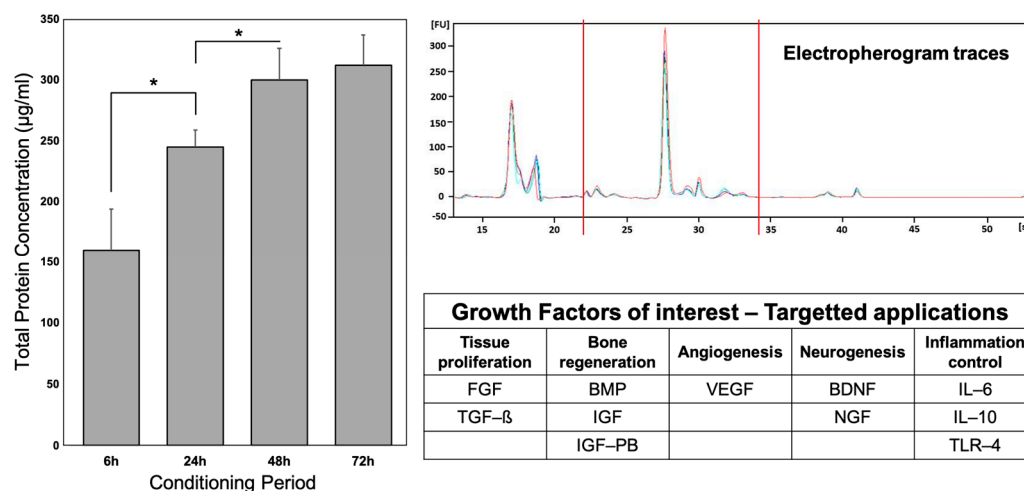 350
300
250
200
150
100
50
0
Total Protein Concentration (µg/ml)
*
*
6h 24h 48h 72h
Conditioning Period
[FU]
300
250
200
150
100
50
0
-50
15 20 25 30 35 40 45 50
Electropherogram traces
Growth Factors of interest – Targetted applications
Tissue proliferation Bone regeneration Angiogenesis Neurogenesis Inflammation control
FGF BMP VEGF BDNF IL–6
TGF–ß IGF NGF IL–10
IGF–PB TLR–4